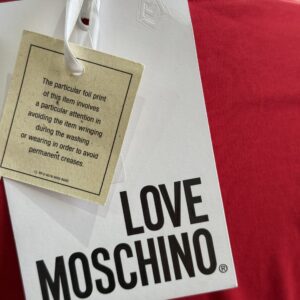 The particular foil print
of this item involves
a particular attention in
avoiding the item wringing
during the washing
or wearing in order to avoid
permanent creases.
LOVE
MOSCHINO®